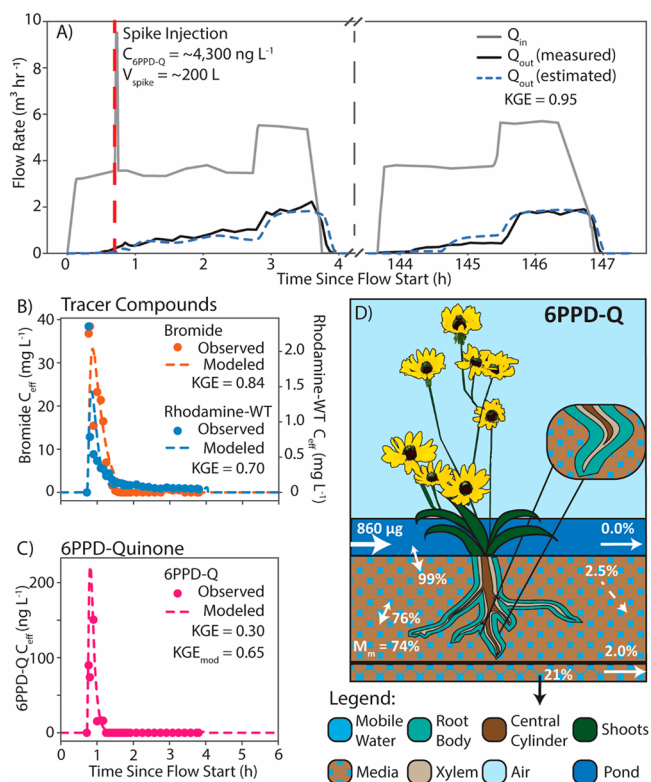 A)
Spike Injection
C6PPD-Q = ~4,300 ng L-1
Vspike = ~200 L
Qin
Qout (measured)
Qout (estimated)
KGE = 0.95
Flow Rate (m3 hr-1)
10
8
6
4
2
0
0 1 2 3 4 144 145 146 147
Time Since Flow Start (h)
B) Tracer Compounds
Bromide
Observed
Modeled
KGE = 0.84
Rhodamine-WT
Observed
Modeled
KGE = 0.70
Bromide Ceff (mg L-1)
40
30
20
10
0
Rhodamine-WT Ceff (mg L-1)
2.0
1.5
1.0
0.5
0
C) 6PPD-Quinone
6PPD-Q
Observed
Modeled
KGE = 0.30
KGEmod = 0.65
6PPD-Q Ceff (ng L-1)
200
100
0
0 1 2 3 4 5 6
Time Since Flow Start (h)
D)
6PPD-Q
860 µg
0.0%
99%
2.5%
76%
Mm = 74%
2.0%
21%
Legend:
Mobile Water
Root Body
Central Cylinder
Shoots
Media
Xylem
Air
Pond